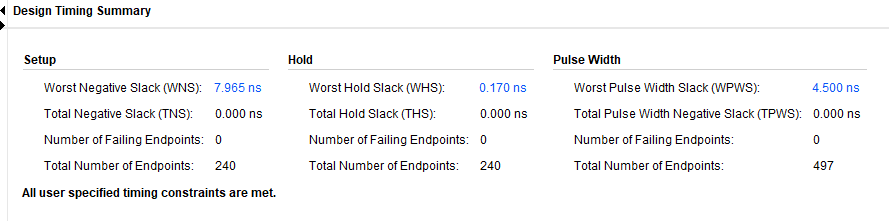 Design Timing Summary
Setup Hold Pulse Width
Worst Negative Slack (WNS): 7.965 ns Worst Hold Slack (WHS): 0.170 ns Worst Pulse Width Slack (WPWS): 4.500 ns
Total Negative Slack (TNS): 0.000 ns Total Hold Slack (THS): 0.000 ns Total Pulse Width Negative Slack (TPWS): 0.000 ns
Number of Failing Endpoints: 0 Number of Failing Endpoints: 0 Number of Failing Endpoints: 0
Total Number of Endpoints: 240 Total Number of Endpoints: 240 Total Number of Endpoints: 497
All user specified timing constraints are met.